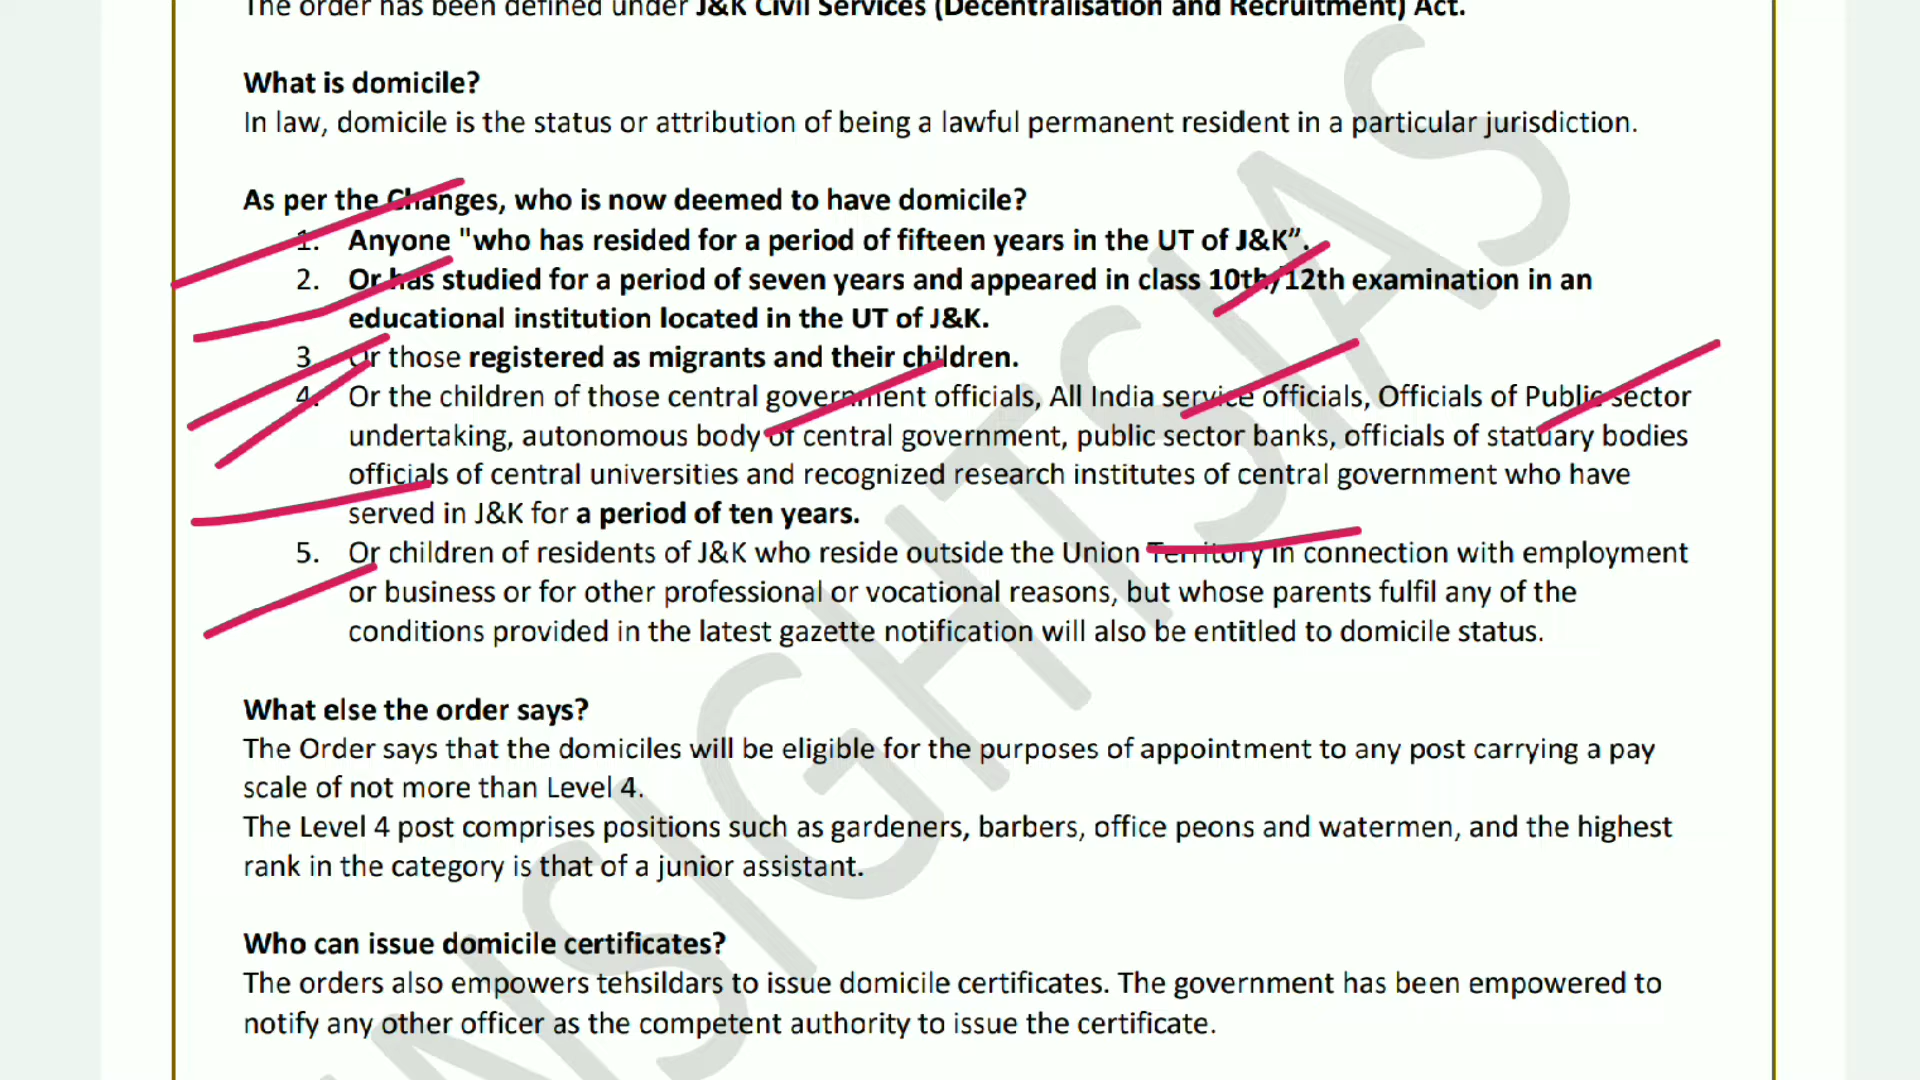 The order has been defined under J&K Civil Services (Decentralisation and Recruitment) Act.
What is domicile?
In law, domicile is the status or attribution of being a lawful permanent resident in a particular jurisdiction.
As per the Changes, who is now deemed to have domicile?
1. Anyone "who has resided for a period of fifteen years in the UT of J&K”.
2. Or has studied for a period of seven years and appeared in class 10th/12th examination in an
educational institution located in the UT of J&K.
3. Or those registered as migrants and their children.
4. Or the children of those central government officials, All India service officials, Officials of Public sector
undertaking, autonomous body of central government, public sector banks, officials of statuary bodies
officials of central universities and recognized research institutes of central government who have
served in J&K for a period of ten years.
5. Or children of residents of J&K who reside outside the Union Territory in connection with employment
or business or for other professional or vocational reasons, but whose parents fulfil any of the
conditions provided in the latest gazette notification will also be entitled to domicile status.
What else the order says?
The Order says that the domiciles will be eligible for the purposes of appointment to any post carrying a pay
scale of not more than Level 4.
The Level 4 post comprises positions such as gardeners, barbers, office peons and watermen, and the highest
rank in the category is that of a junior assistant.
Who can issue domicile certificates?
The orders also empowers tehsildars to issue domicile certificates. The government has been empowered to
notify any other officer as the competent authority to issue the certificate.
INSIGHTSIAS